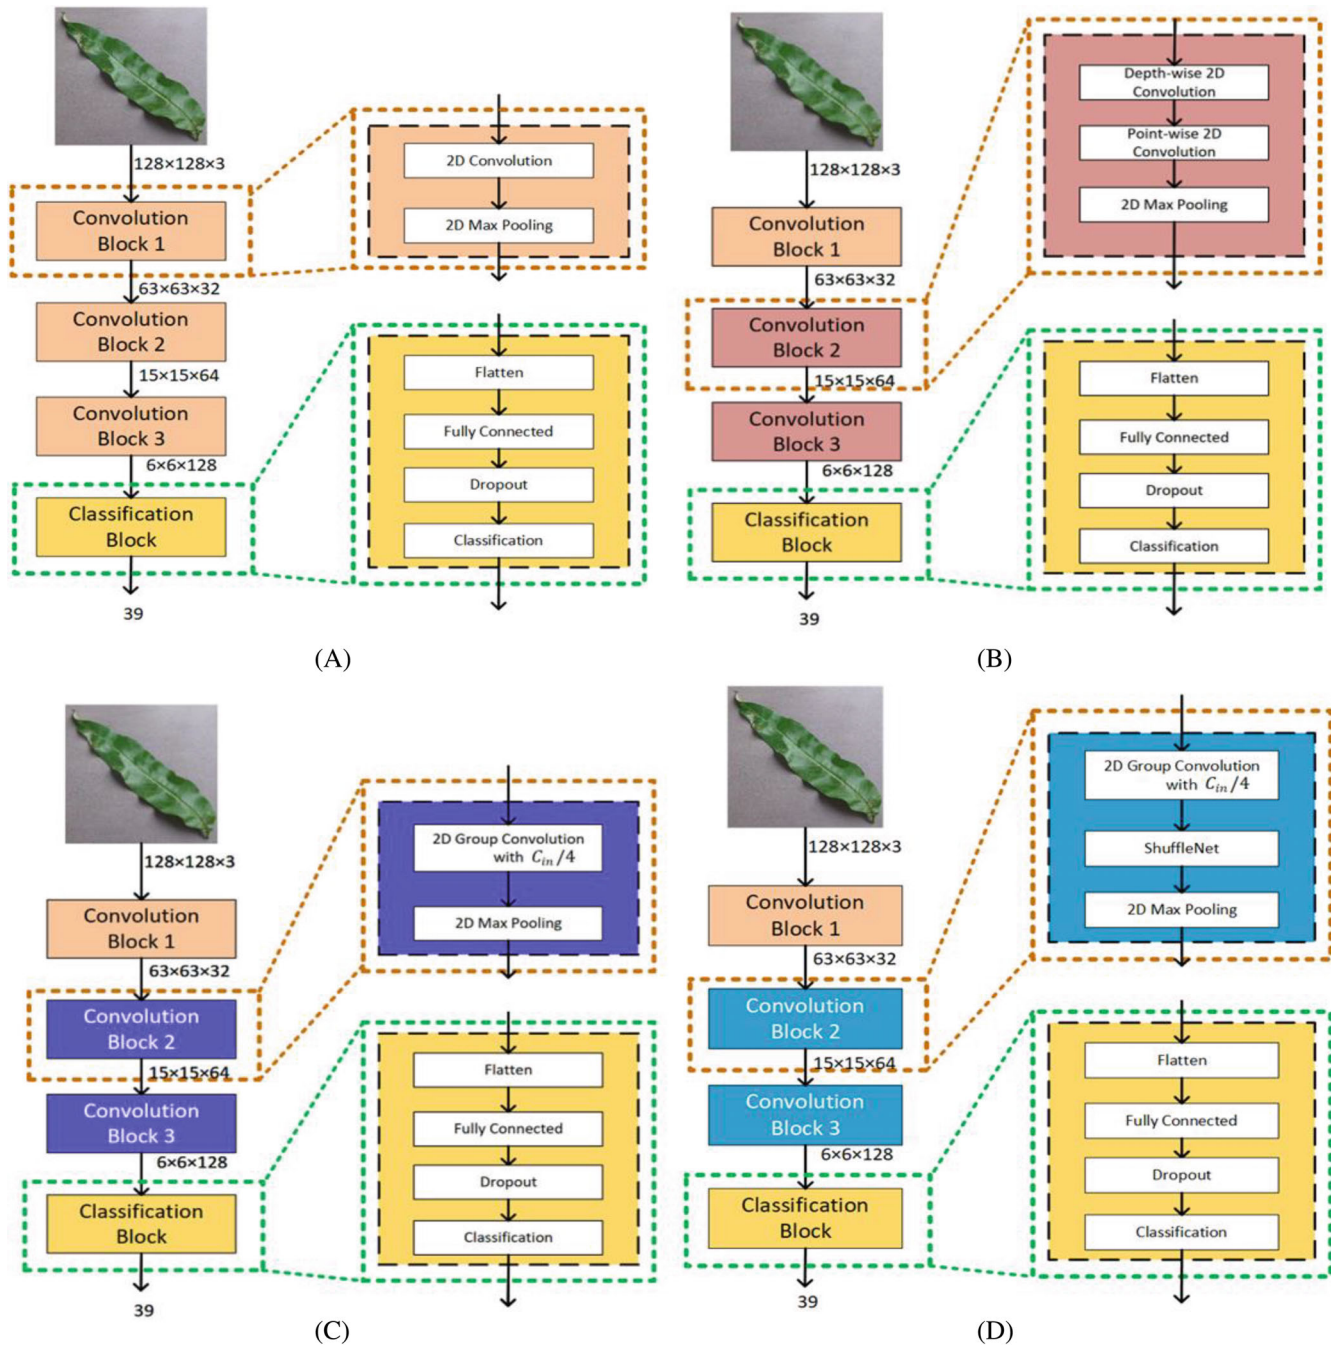 128×128×3
Convolution
Block 1
63×63×32
Convolution
Block 2
15×15×64
Convolution
Block 3
6×6×128
Classification
Block
39
2D Convolution
2D Max Pooling
Flatten
Fully Connected
Dropout
Classification
(A)
128×128×3
Convolution
Block 1
63×63×32
Convolution
Block 2
15×15×64
Convolution
Block 3
6×6×128
Classification
Block
39
Depth-wise 2D
Convolution
Point-wise 2D
Convolution
2D Max Pooling
Flatten
Fully Connected
Dropout
Classification
(B)
128×128×3
Convolution
Block 1
63×63×32
Convolution
Block 2
15×15×64
Convolution
Block 3
6×6×128
Classification
Block
39
2D Group Convolution
with C_in/4
2D Max Pooling
Flatten
Fully Connected
Dropout
Classification
(C)
128×128×3
Convolution
Block 1
63×63×32
Convolution
Block 2
15×15×64
Convolution
Block 3
6×6×128
Classification
Block
39
2D Group Convolution
with C_in/4
ShuffleNet
2D Max Pooling
Flatten
Fully Connected
Dropout
Classification
(D)